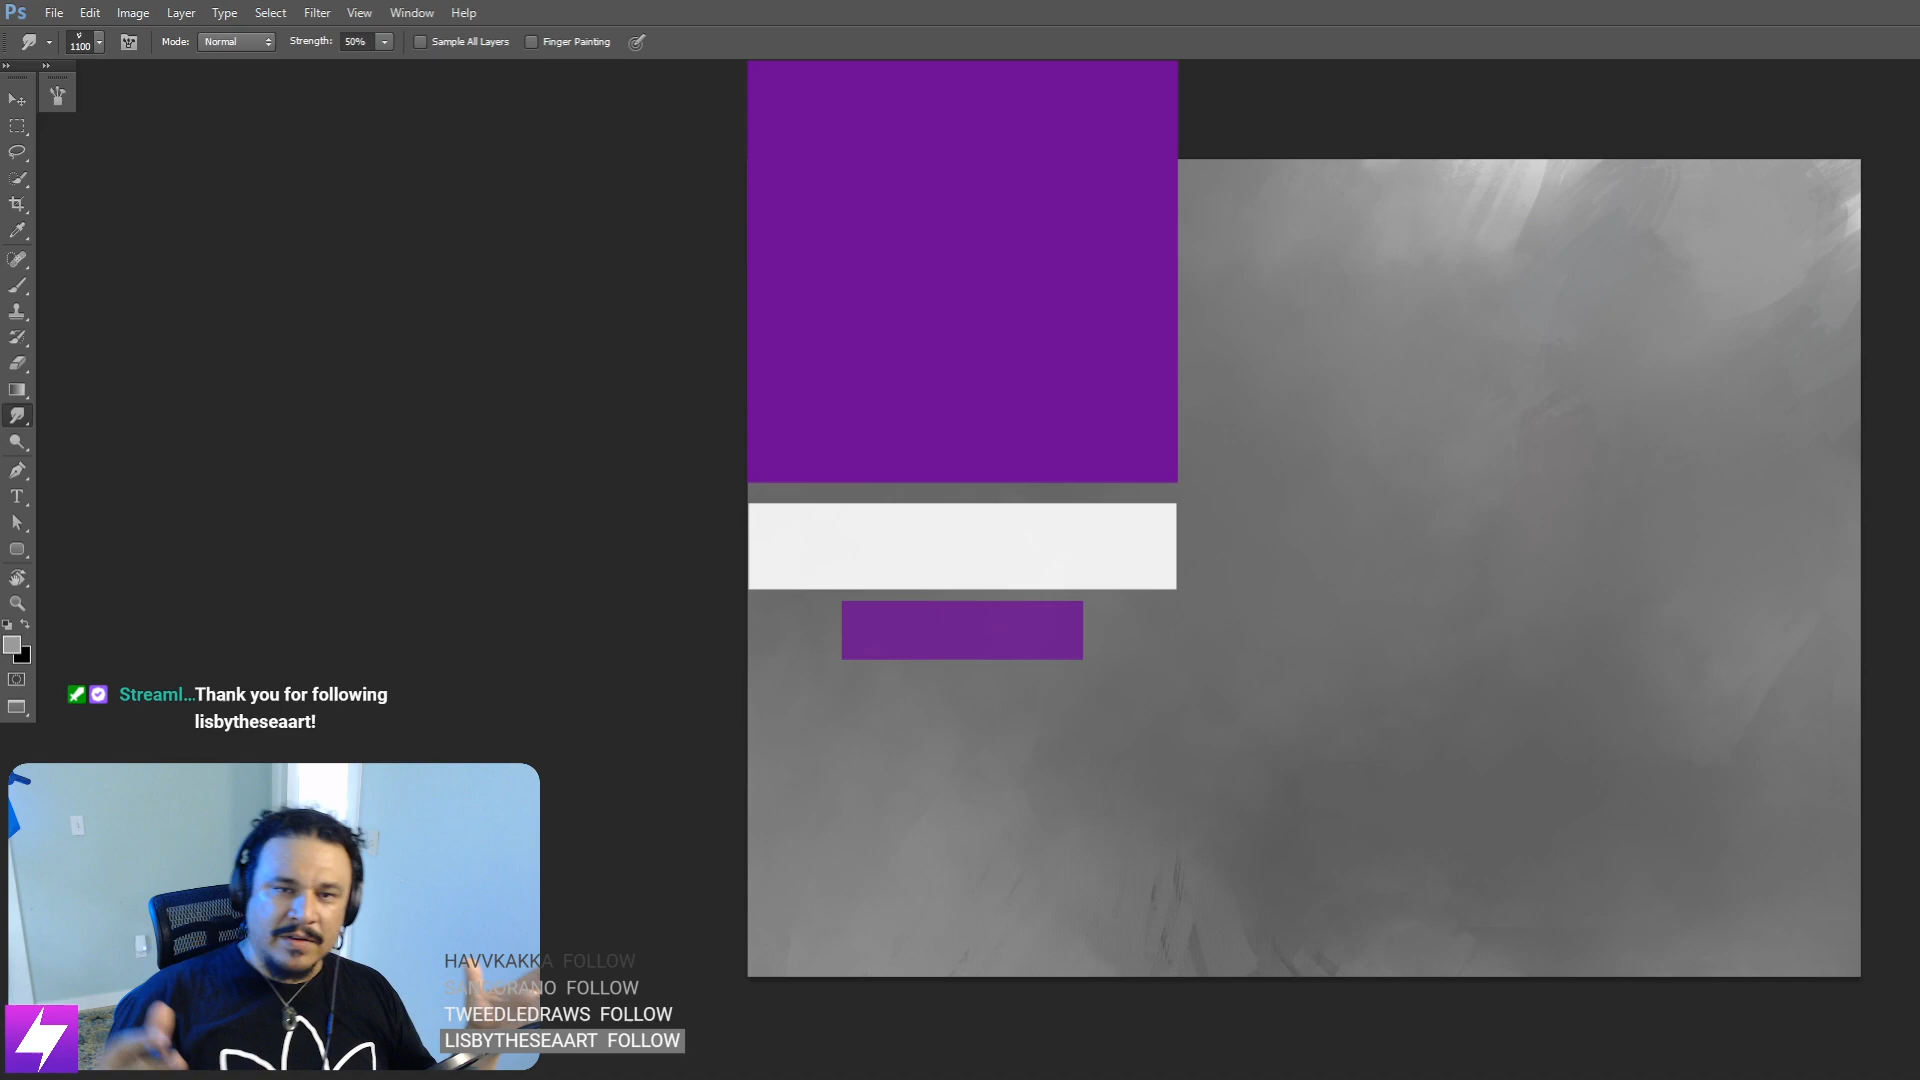 Ps File Edit Image Layer Type Select Filter View Window Help
1100 Mode: Normal Strength: 50% Sample All Layers Finger Painting
T
Streaml...Thank you for following
lisbytheseaart!
HAVVKAKKA FOLLOW
FOLLOW
TWEEDLEDRAWS FOLLOW
LISBYTHESEAART FOLLOW